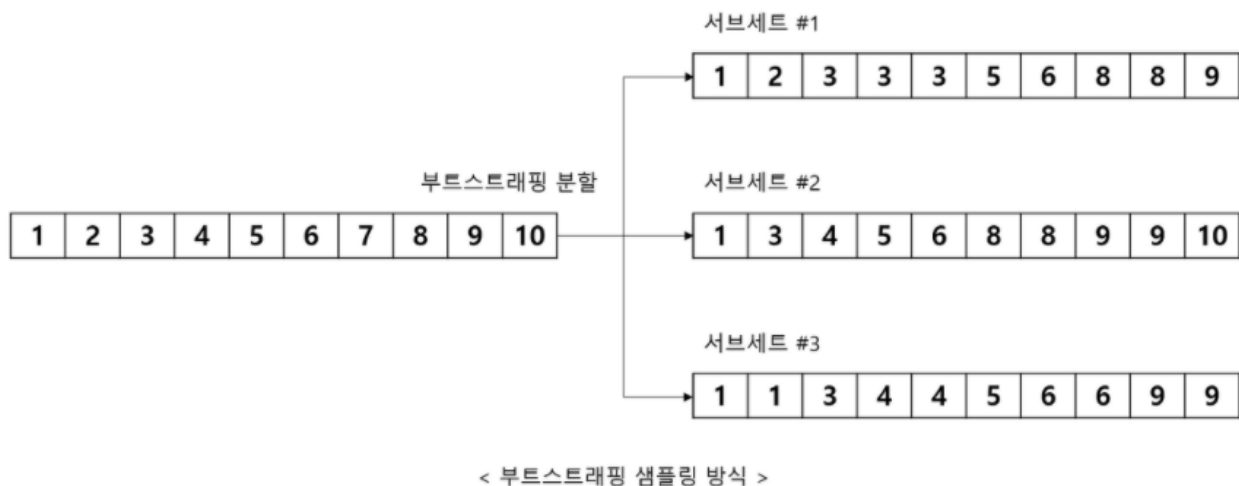 서브세트 #1
1 2 3 3 3 5 6 8 8 9
부트스트래핑 분할
서브세트 #2
1 2 3 4 5 6 7 8 9 10
1 3 4 5 6 8 8 9 9 10
서브세트 #3
1 1 3 4 4 5 6 6 9 9
< 부트스트래핑 샘플링 방식 >